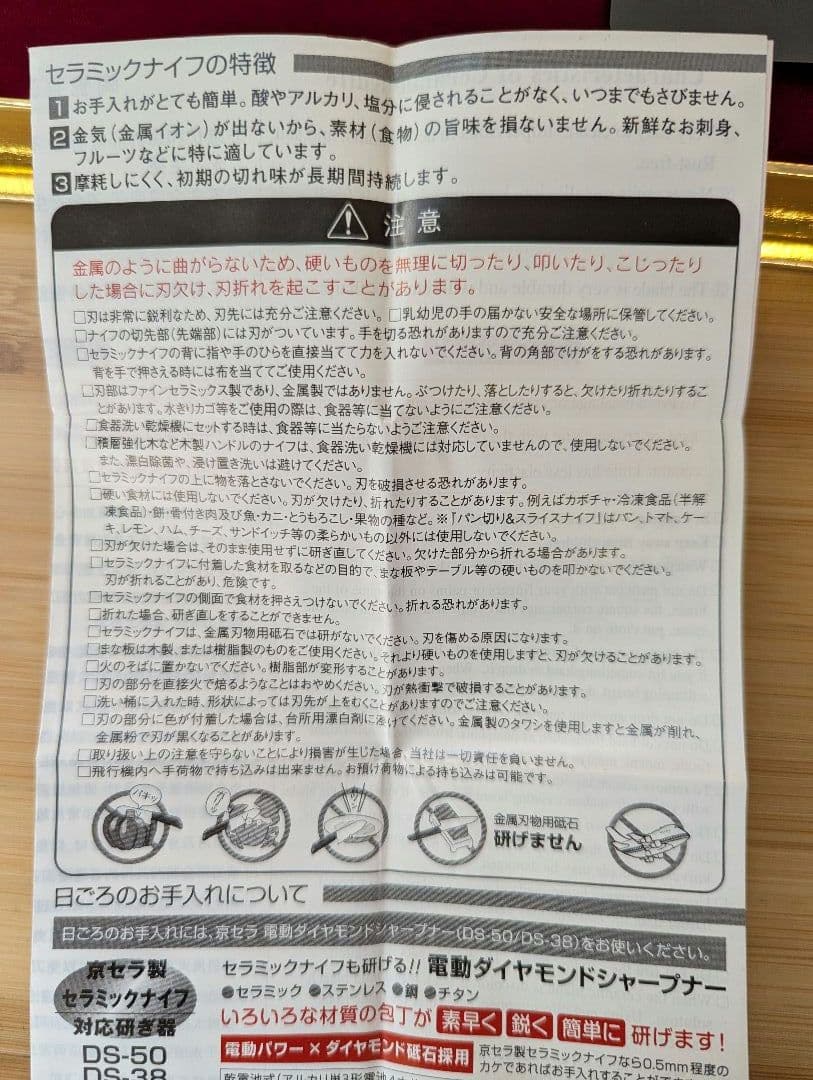 セラミックナイフの特徴
1 お手入れがとても簡単。酸やアルカリ、塩分に侵されることがなく、いつまでもさびません。
2 金気(金属イオン)が出ないから、素材(食物)の旨味を損ないません。新鮮なお刺身、
フルーツなどに特に適しています。
3 摩耗しにくく、初期の切れ味が長期間持続します。
注意
金属のように曲がらないため、硬いものを無理に切ったり、叩いたり、こじったり
した場合に刃欠け、刃折れを起こすことがあります。
□刃は非常に鋭利なため、刃先には充分ご注意ください。□乳幼児の手の届かない安全な場所に保管してください。
□ナイフの切先部(先端部)には刃がついています。手を切る恐れがありますので充分ご注意ください。
□セラミックナイフの背に指や手のひらを直接当てて力を入れないでください。背の角部でけがをする恐れがあります。
背を手で押さえる時には布を当ててご使用ください。
□刃部はファインセラミックス製であり、金属製ではありません。ぶつけたり、落としたりすると、欠けたり折れたりするこ
とがあります。水きりカゴ等をご使用の際は、食器等に当てないようにご注意ください。
□食器洗い乾燥機にセットする時は、食器等に当たらないようご注意ください。
□積層強化木など木製ハンドルのナイフは、食器洗い乾燥機には対応していませんので、使用しないでください。
また、漂白除菌や、浸け置き洗いは避けてください。
□セラミックナイフの上に物を落とさないでください。刃を破損させる恐れがあります。
□硬い食材には使用しないでください。刃が欠けたり、折れたりすることがあります。例えばカボチャ・冷凍食品(半解
凍食品)・餅・骨付き肉及び魚・カニ・とうもろこし・果物の種など。※「パン切り&スライスナイフ」はパン、トマト、ケー
キ、レモン、ハム、チーズ、サンドイッチ等の柔らかいもの以外には使用しないでください。
□刃が欠けた場合は、そのまま使用せずに研ぎ直してください。欠けた部分から折れる場合があります。
□セラミックナイフに付着した食材を取るなどの目的で、まな板やテーブル等の硬いものを叩かないでください。
刃が折れることがあり、危険です。
□セラミックナイフの側面で食材を押さえつけないでください。折れる恐れがあります。
□折れた場合、研ぎ直しをすることができません。
□セラミックナイフは、金属刃物用砥石では研がないでください。刃を傷める原因になります。
□まな板は木製、または樹脂製のものをご使用ください。それより硬いものを使用しますと、刃が欠けることがあります。
□火のそばに置かないでください。樹脂部が変形することがあります。
□刃の部分を直接火で焙るようなことはおやめください。刃が熱衝撃で破損することがあります。
□洗い桶に入れた時、形状によっては刃先が上をむくことがありますのでご注意ください。
□刃の部分に色が付着した場合は、台所用漂白剤に漬けてください。金属製のタワシを使用しますと金属が削れ、
金属粉で刃が黒くなることがあります。
□取り扱い上の注意を守らないことにより損害が生じた場合、当社は一切責任を負いません。
□飛行機内へ手荷物で持ち込みは出来ません。お預け荷物による持ち込みは可能です。
金属刃物用砥石
研げません
日ごろのお手入れについて
日ごろのお手入れには、京セラ 電動ダイヤモンドシャープナー(DS-50/DS-38)をお使いください。
京セラ製
セラミックナイフ
対応研ぎ器
DS-50
DS-38
セラミックナイフも研げる!! 電動ダイヤモンドシャープナー
●セラミック ●ステンレス ●鋼 ●チタン
いろいろな材質の包丁が 素早く 鋭く 簡単に 研げます!
電動パワー×ダイヤモンド砥石採用
京セラ製セラミックナイフなら0.5mm程度の